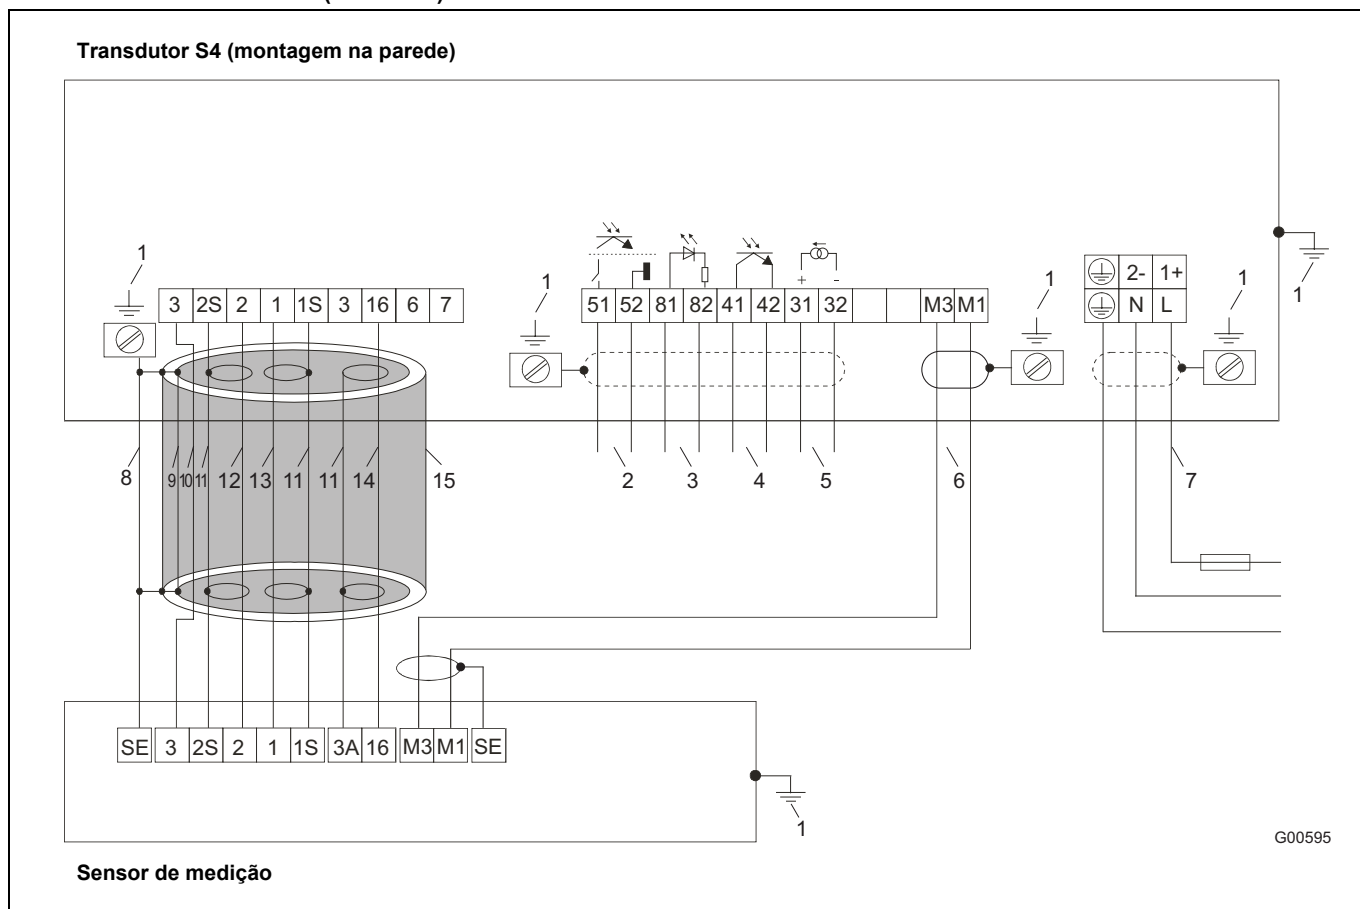 Transdutor S4 (montagem na parede)
1 1 1 1 1
3 2S 2 1 1S 3 16 6 7
+ -
51 52 81 82 41 42 31 32 M3 M1
2- 1+
N L
8 9 10 11 12 13 11 11 14 15 2 3 4 5 6 7
SE 3 2S 2 1 1S 3A 16 M3 M1 SE
1
G00595
Sensor de medição